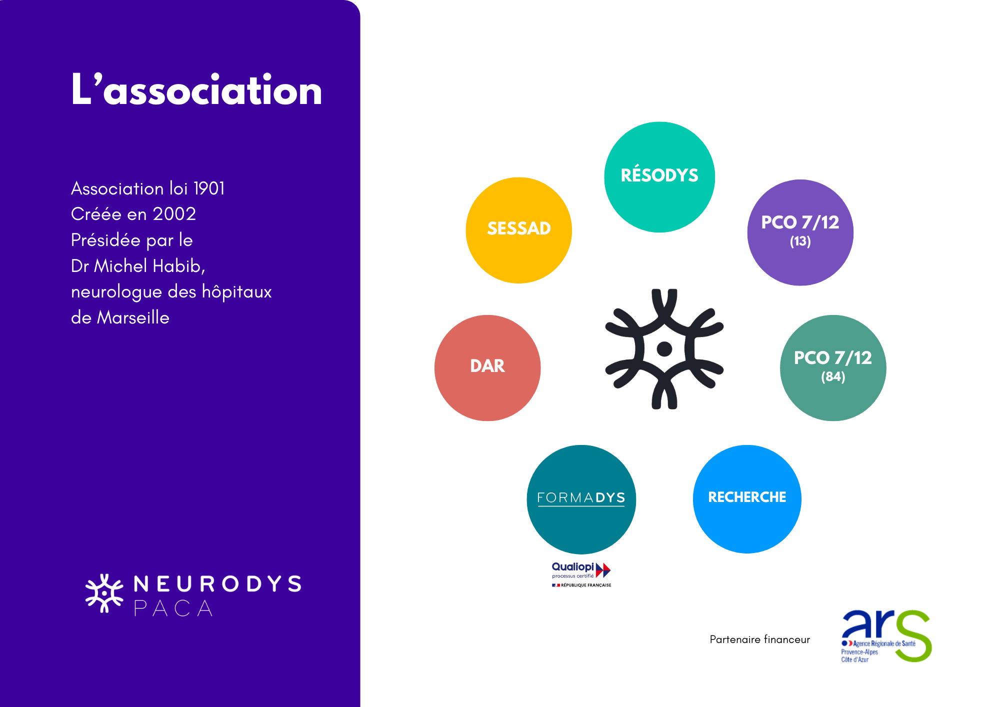 L’association
Association loi 1901
Créée en 2002
Présidée par le
Dr Michel Habib,
neurologue des hôpitaux
de Marseille
NEURODYS
PACA
RÉSODYS
SESSAD
PCO 7/12
(13)
DAR
PCO 7/12
(84)
FORMADYS
RECHERCHE
Qualiopi
processus certifié
RÉPUBLIQUE FRANÇAISE
Partenaire financeur
ars
Agence Régionale de Santé
Provence-Alpes
Côte d'Azur